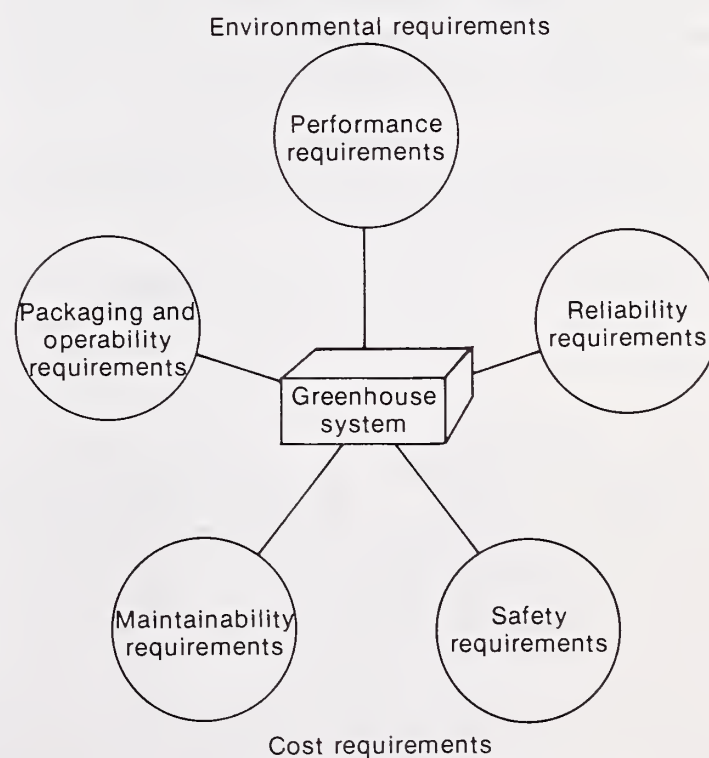 Environmental requirements
Performance
requirements
Packaging and
operability
requirements
Reliability
requirements
Greenhouse
system
Maintainability
requirements
Safety
requirements
Cost requirements